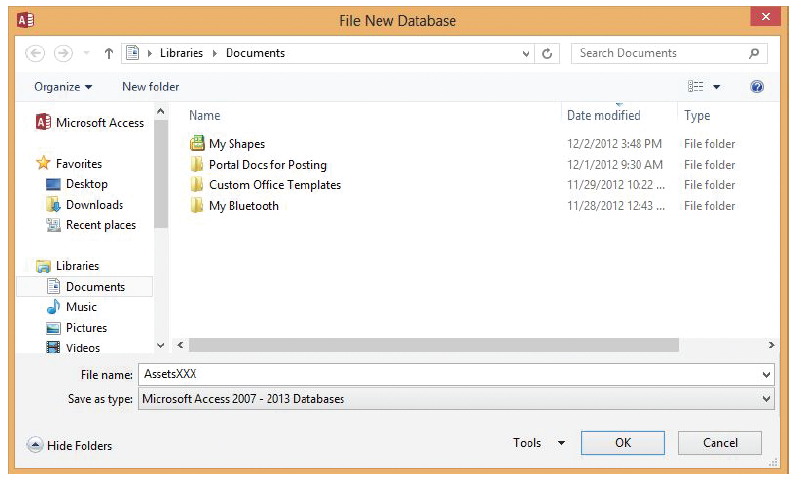 File New Database
Libraries Documents
Search Documents
Organize New folder
Microsoft Access
Favorites
Desktop
Downloads
Recent places
Libraries
Documents
Music
Pictures
Videos
Name Date modified Type
My Shapes 12/2/2012 3:48 PM File folder
Portal Docs for Posting 12/1/2012 9:30 AM File folder
Custom Office Templates 11/29/2012 10:22 ... File folder
My Bluetooth 11/28/2012 12:43 ... File folder
File name: AssetsXXX
Save as type: Microsoft Access 2007 - 2013 Databases
Hide Folders
Tools OK Cancel